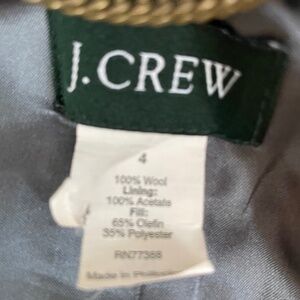 J.CREW
4
100% Wool
Lining:
100% Acetate
Fill:
65% Olefin
35% Polyester
RN77388
Made in